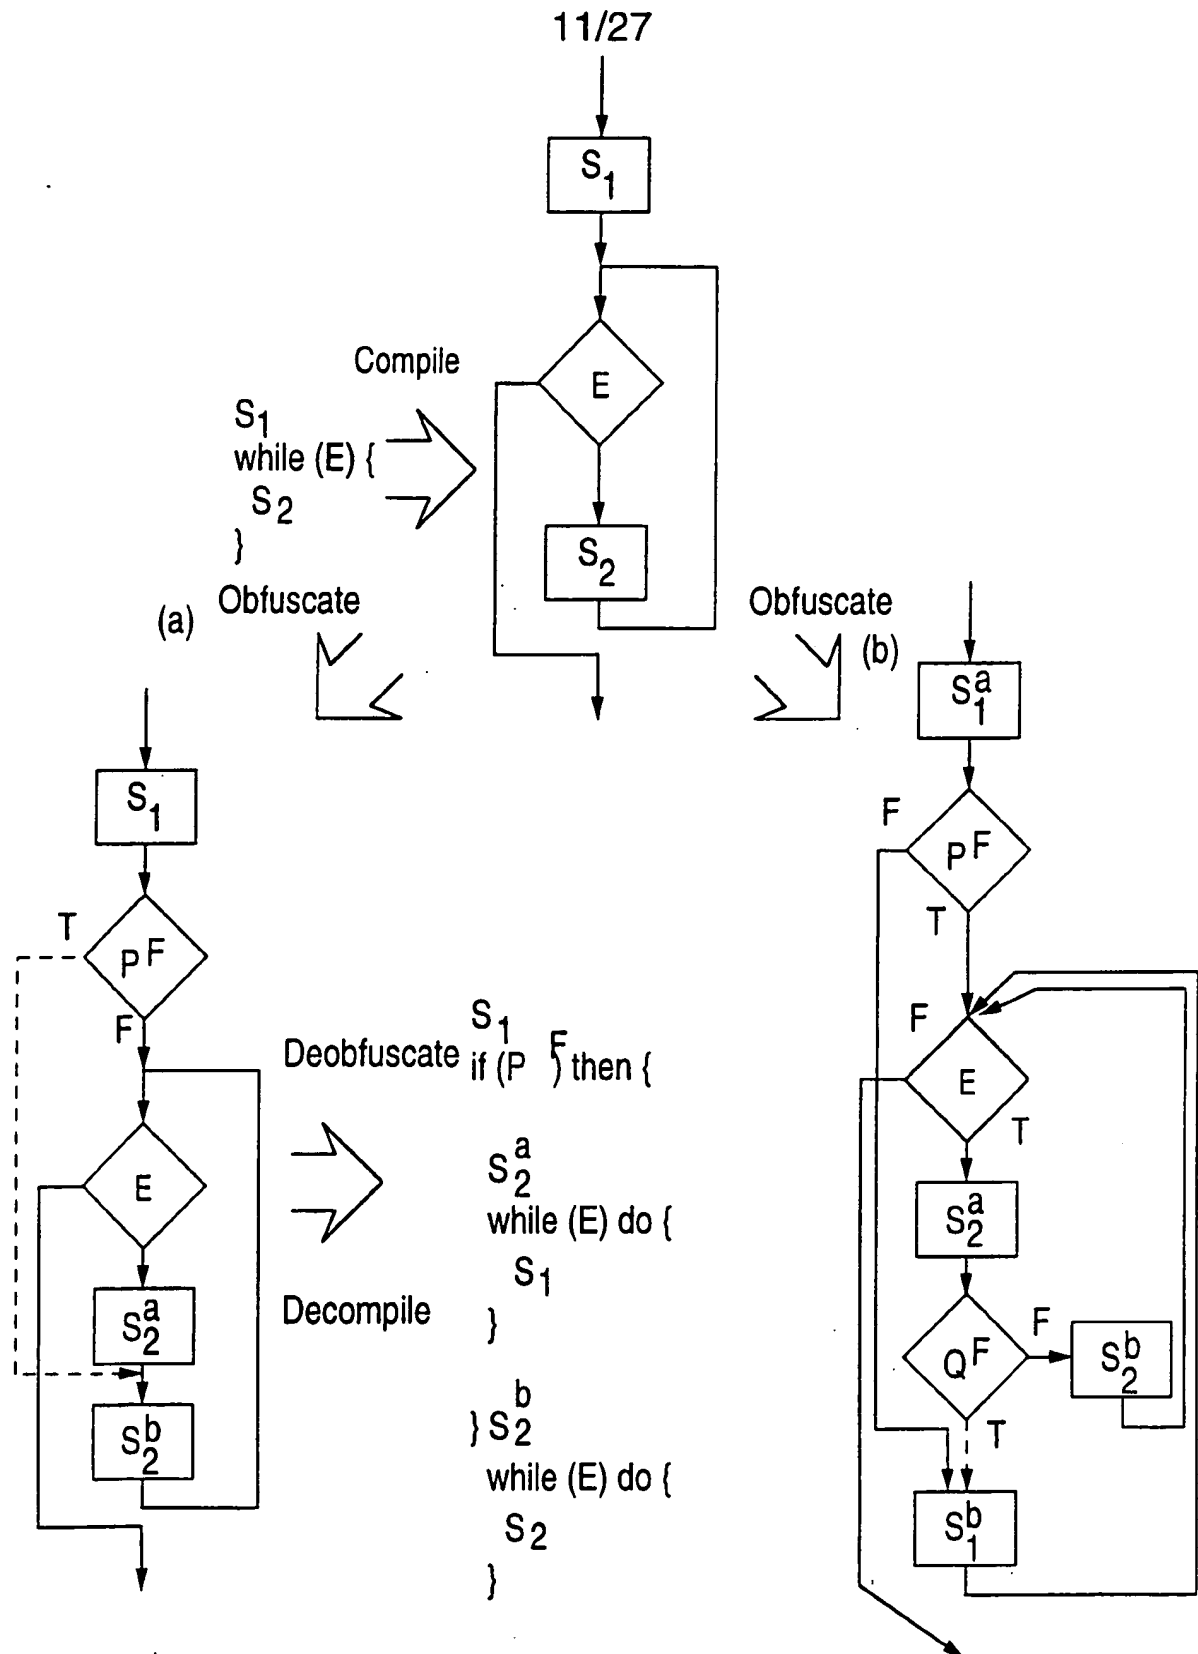 11/27
S1
Compile
E
S1
while (E) {
S2
}
S2
(a)
Obfuscate
Obfuscate
(b)
S1
T
PF
F
E
S2a
S2b
Deobfuscate
Decompile
S1
if (P F) then {
S2a
while (E) do {
S1
}
} S2b
while (E) do {
S2
}
S1a
F
PF
T
F
E
T
S2a
QF
F
S2b
T
S1b